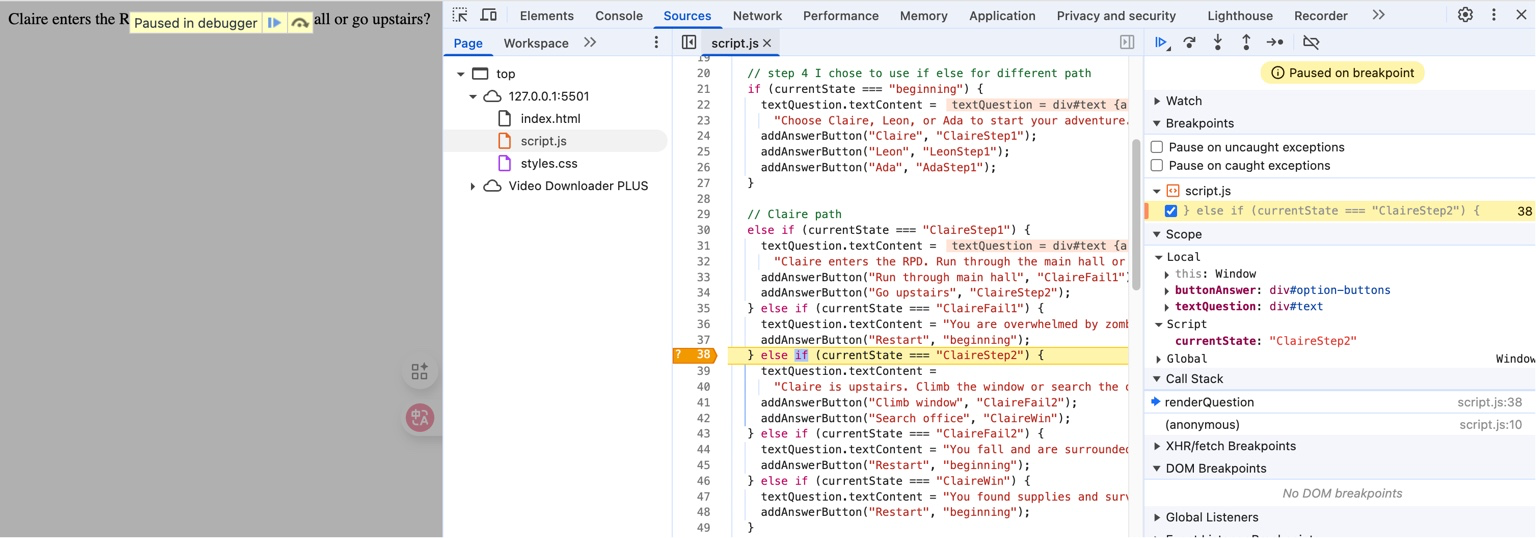 Claire enters the R
Paused in debugger
all or go upstairs?
Elements Console Sources Network Performance Memory Application Privacy and security Lighthouse Recorder
Page Workspace
script.js
top
127.0.0.1:5501
index.html
script.js
styles.css
Video Downloader PLUS
19
20 // step 4 I chose to use if else for different path
21 if (currentState === "beginning") {
22 textQuestion.textContent = textQuestion = div#text {a
23 "Choose Claire, Leon, or Ada to start your adventure.
24 addAnswerButton("Claire", "ClaireStep1");
25 addAnswerButton("Leon", "LeonStep1");
26 addAnswerButton("Ada", "AdaStep1");
27 }
28
29 // Claire path
30 else if (currentState === "ClaireStep1") {
31 textQuestion.textContent = textQuestion = div#text {a
32 "Claire enters the RPD. Run through the main hall or
33 addAnswerButton("Run through main hall", "ClaireFail1"
34 addAnswerButton("Go upstairs", "ClaireStep2");
35 } else if (currentState === "ClaireFail1") {
36 textQuestion.textContent = "You are overwhelmed by zomb
37 addAnswerButton("Restart", "beginning");
? 38 } else if (currentState === "ClaireStep2") {
39 textQuestion.textContent =
40 "Claire is upstairs. Climb the window or search the
41 addAnswerButton("Climb window", "ClaireFail2");
42 addAnswerButton("Search office", "ClaireWin");
43 } else if (currentState === "ClaireFail2") {
44 textQuestion.textContent = "You fall and are surrounded
45 addAnswerButton("Restart", "beginning");
46 } else if (currentState === "ClaireWin") {
47 textQuestion.textContent = "You found supplies and surv
48 addAnswerButton("Restart", "beginning");
49 }
Paused on breakpoint
Watch
Breakpoints
Pause on uncaught exceptions
Pause on caught exceptions
script.js
} else if (currentState === "ClaireStep2") { 38
Scope
Local
this: Window
buttonAnswer: div#option-buttons
textQuestion: div#text
Script
currentState: "ClaireStep2"
Global Window
Call Stack
renderQuestion script.js:38
(anonymous) script.js:10
XHR/fetch Breakpoints
DOM Breakpoints
No DOM breakpoints
Global Listeners